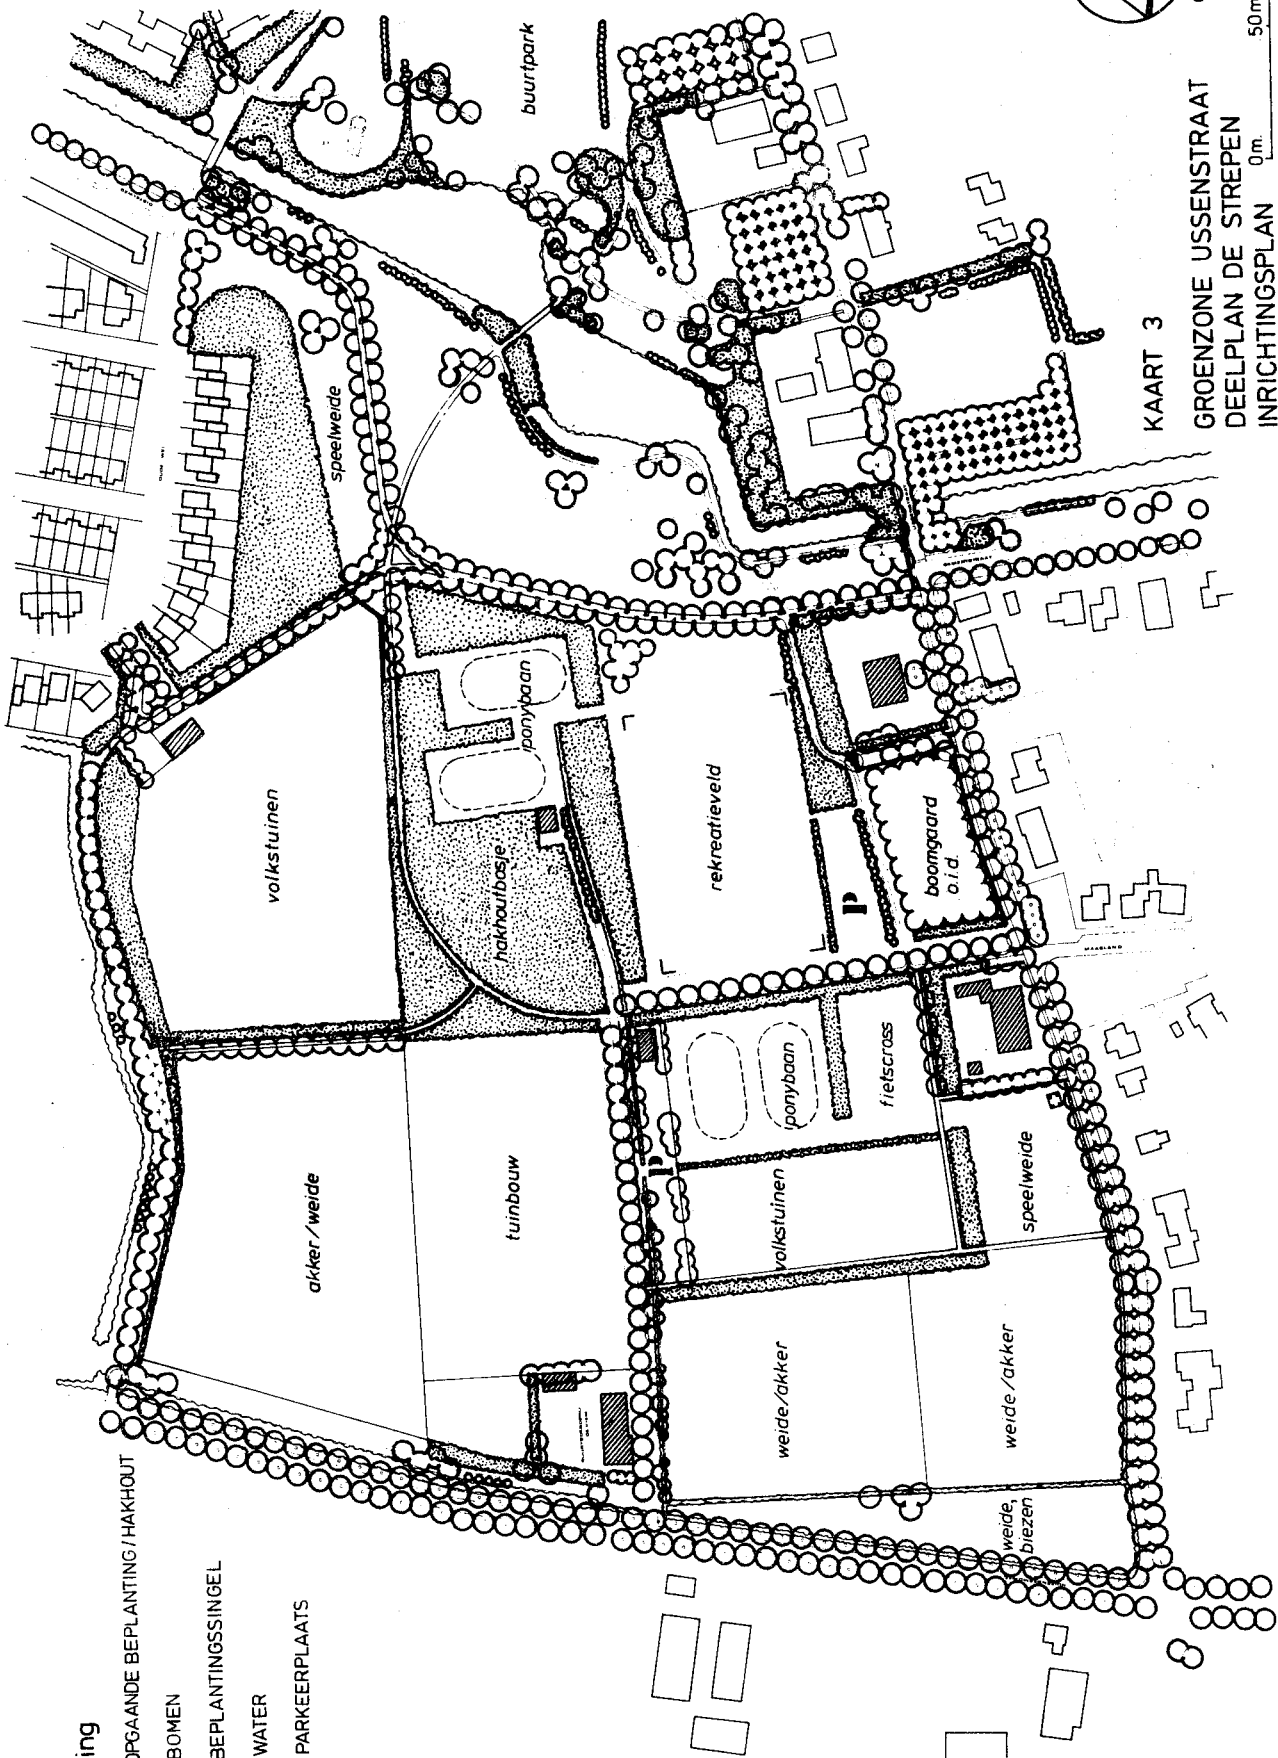 buurtpark
speelweide
volkstuinen
ponybaan
hakhoutbosje
rekreatieveld
P
boomgaard
o.i.d.
akker/weide
tuinbouw
P
ponybaan
fietscross
volkstuinen
speelweide
weide/akker
weide/akker
weide,
biezen
MAASLAND
KAART 3
GROENZONE USSENSTRAAT
DEELPLAN DE STREPEN
INRICHTINGSPLAN
0m.
50m
ing
OPGAANDE BEPLANTING/HAKHOUT
BOMEN
BEPLANTINGSSINGEL
WATER
PARKEERPLAATS